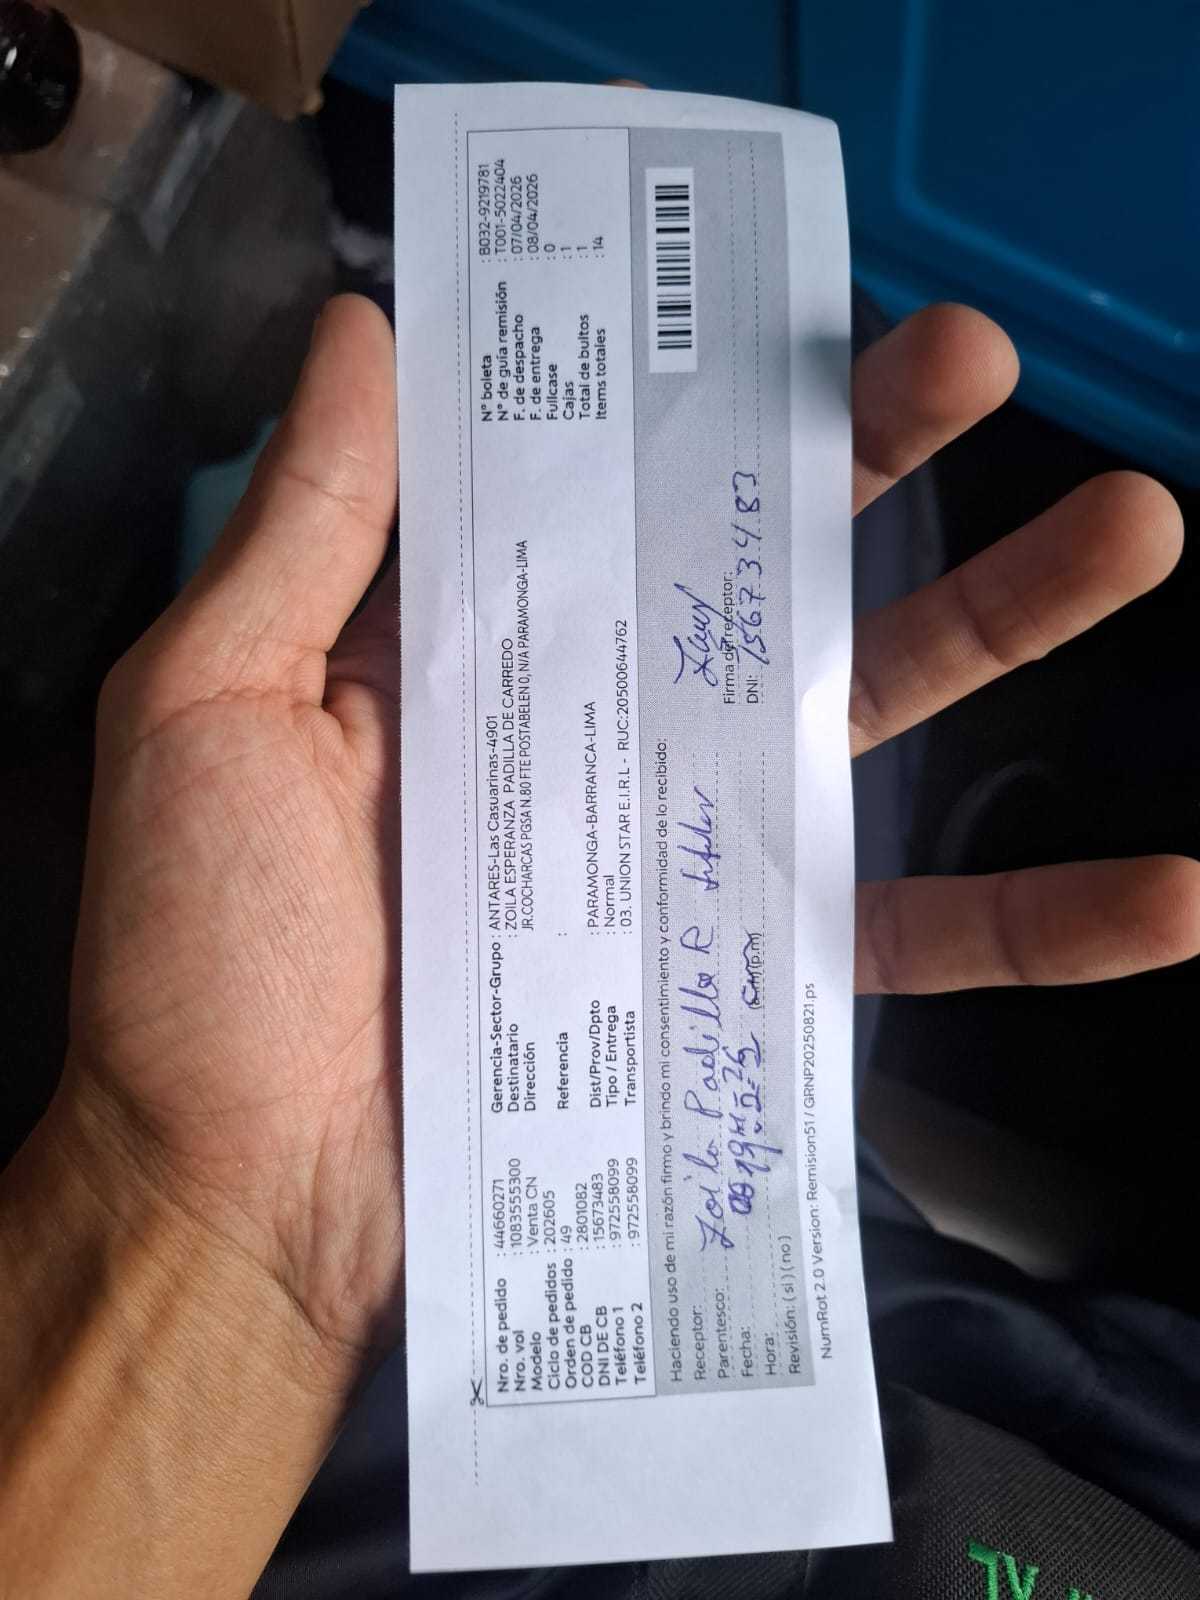 Nro. de pedido : 44660271
Nro. vol : 1083555300
Modelo : Venta CN
Ciclo de pedidos : 202605
Orden de pedido : 49
COD CB : 2801082
DNI DE CB : 15673483
Teléfono 1 : 972558099
Teléfono 2 : 972558099
Gerencia-Sector-Grupo : ANTARES-Las Casuarinas-4901
Destinatario : ZOILA ESPERANZA PADILLA DE CARREDO
Dirección JR.COCHARCAS PGSA N.80 FTE POSTABELEN 0, N/A PARAMONGA-LIMA
Referencia :
Dist/Prov/Dpto : PARAMONGA-BARRANCA-LIMA
Tipo / Entrega : Normal
Transportista : 03. UNION STAR E.I.R.L - RUC:20500644762
N° boleta : B032-9219781
N° de guía remisión : T001-5022404
F. de despacho : 07/04/2026
F. de entrega : 08/04/2026
Fullcase : 0
Cajas : 1
Total de bultos : 1
Items totales : 14
Haciendo uso de mi razón firmo y brindo mi consentimiento y conformidad de lo recibido:
Receptor: Zoila Padilla R
Parentesco:
Fecha:
Hora: (a.m)(p.m)
Revisión: ( si ) ( no )
Firma del receptor:
DNI: 15673483
NumRot 2.0 Version: Remision51 / GRNP20250821.ps
TV